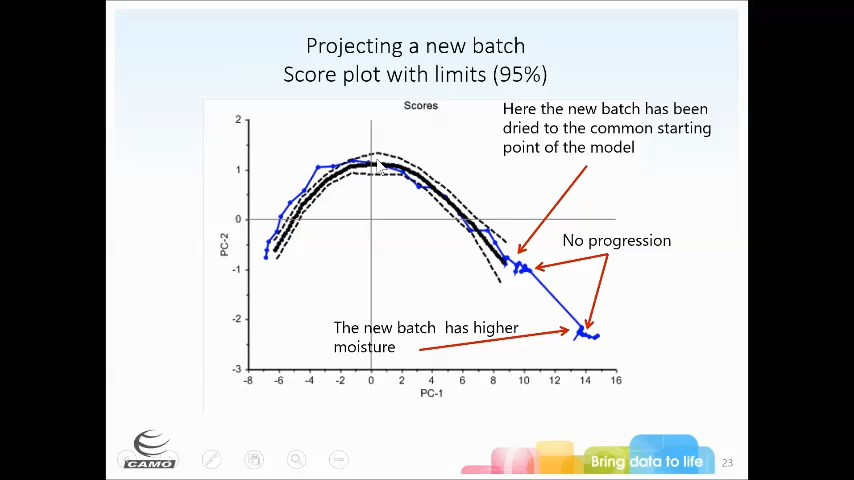 Projecting a new batch
Score plot with limits (95%)
Scores
Here the new batch has been
dried to the common starting
point of the model
No progression
The new batch has higher
moisture
2
1
0
-1
-2
-3
PC-2
-8
-6
-4
-2
0
2
4
6
8
10
12
14
16
PC-1
CAMO
Bring data to life
23